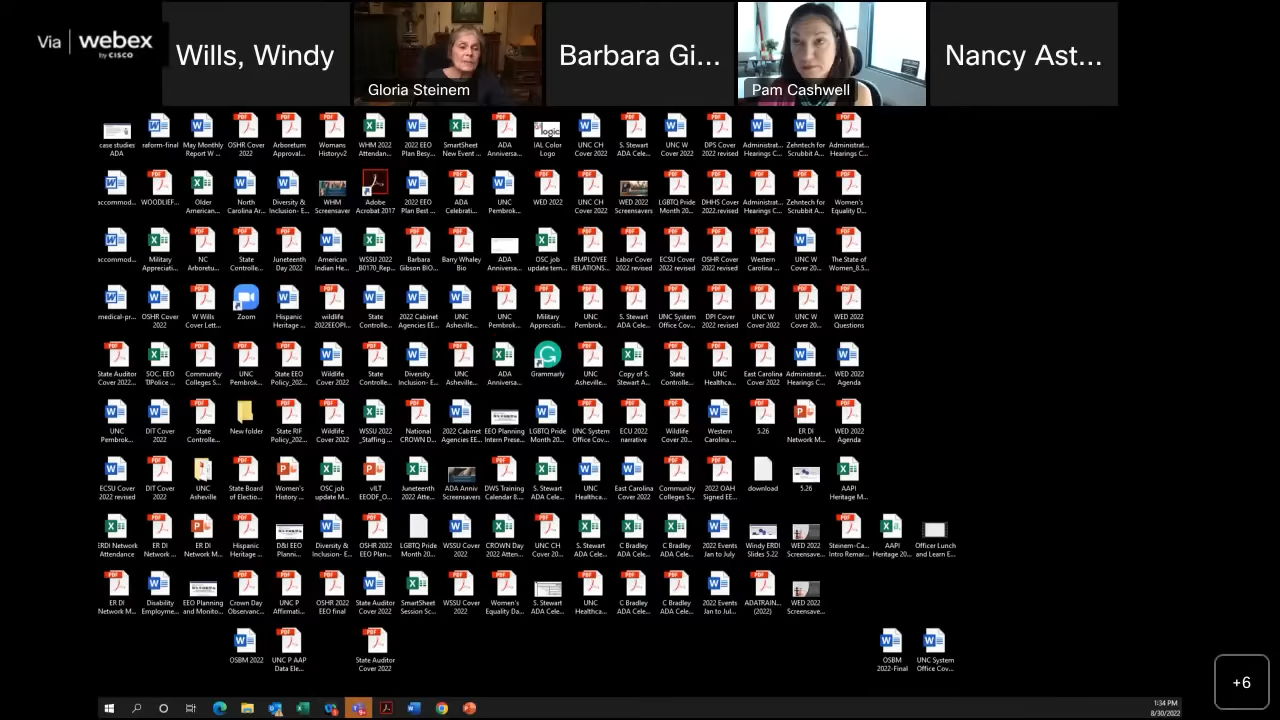 Via | webex
by CISCO
Wills, Windy
Gloria Steinem
Barbara Gi...
Pam Cashwell
Nancy Ast...
case studies ADA
raform-final
May Monthly Report W ...
OSHR Cover 2022
Arboretum Approval...
Womans Historyv2
WHM 2022 Attendan...
2022 EEO Plan Besy...
SmartSheet New Event ...
ADA Anniversa...
IAL Color Logo
UNC CH Cover 2022
S. Stewart ADA Cele...
UNC W Cover 2022
DPS Cover 2022 revised
Administrat... Hearings C...
Zehntech for Scrubbit A...
Administrat... Hearings C...
accommod...
WOODLIEF...
Older American...
North Carolina Ar...
Diversity & Inclusion- E...
WHM Screensaver
Adobe Acrobat 2017
2022 EEO Plan Best ...
ADA Celebrati...
UNC Pembrok...
WED 2022
UNC CH Cover 2022
WED 2022 Screensavers
LGBTQ Pride Month 20...
DHHS Cover 2022.revised
Administrat... Hearings C...
Zehntech for Scrubbit A...
Women's Equality D...
accommod...
Military Appreciati...
NC Arboretu...
State Controlle...
Juneteenth Day 2022
American Indian He...
WSSU 2022 _B0170_Rep...
Barbara Gibson BIO...
Barry Whaley Bio
ADA Anniversa...
OSC job update tem...
EMPLOYEE RELATIONS...
Labor Cover 2022 revised
ECSU Cover 2022 revised
OSHR Cover 2022 revised
Western Carolina ...
UNC W Cover 20...
The State of Women_8.5...
medical-pr...
OSHR Cover 2022
W Wills Cover Lett...
Zoom
Hispanic Heritage ...
wildlife 2022EEOPl...
State Controlle...
2022 Cabinet Agencies EE...
UNC Asheville...
UNC Pembrok...
Military Appreciati...
UNC Pembrok...
S. Stewart ADA Cele...
UNC System Office Cov...
DPI Cover 2022 revised
UNC W Cover 2022
UNC W Cover 20...
WED 2022 Questions
State Auditor Cover 2022...
SOC. EEO TJPolice ...
Community Colleges S...
UNC Pembrok...
State EEO Policy_202...
Wildlife Cover 2022
State Controlle...
Diversity Inclusion- E...
UNC Asheville...
ADA Anniversa...
Grammarly
UNC Asheville...
Copy of S. Stewart A...
State Controlle...
UNC Healthca...
East Carolina Cover 2022
Administrat... Hearings C...
WED 2022 Agenda
UNC Pembrok...
DIT Cover 2022
State Controlle...
New folder
State RIF Policy_202...
Wildlife Cover 2022
WSSU 2022 _Staffing ...
National CROWN D...
2022 Cabinet Agencies EE...
EEO Planning Intern Prese...
LGBTQ Pride Month 20...
UNC System Office Cov...
ECU 2022 narrative
Wildlife Cover 20...
Western Carolina ...
5.26
ER DI Network M...
WED 2022 Agenda
ECSU Cover 2022 revised
DIT Cover 2022
UNC Asheville
State Board of Electio...
Women's History ...
OSC job update M...
vILT EEODF_O...
Juneteenth 2022 Atte...
ADA Anniv Screensavers
DWS Training Calendar 8....
S. Stewart ADA Cele...
UNC Healthca...
East Carolina Cover 2022
Community Colleges S...
2022 OAH Signed EE...
download
5.26
AAPI Heritage M...
ERDI Network Attendance
ER DI Network ...
ER DI Network M...
Hispanic Heritage ...
D&I EEO Planni...
Diversity & Inclusion- E...
OSHR 2022 EEO Plan...
LGBTQ Pride Month 20...
WSSU Cover 2022
CROWN Day 2022 Atten...
UNC CH Cover 20...
S. Stewart ADA Cele...
C Bradley ADA Cele...
C Bradley ADA Cele...
2022 Events Jan to July
Windy ERDI Slides 5.22
WED 2022 Screensave...
Steinem-Ca... Intro Remar...
AAPI Heritage 20...
Officer Lunch and Learn E...
ER DI Network M...
Disability Employme...
EEO Planning and Monito...
Crown Day Observanc...
UNC P Affirmati...
OSHR 2022 EEO final
State Auditor Cover 2022
SmartSheet Session Sc...
WSSU Cover 2022
Women's Equality Da...
S. Stewart ADA Cele...
UNC Healthca...
C Bradley ADA Cele...
C Bradley ADA Cele...
2022 Events Jan to Jul...
ADATRAIN... (2022)
WED 2022 Screensave...
OSBM 2022
UNC P AAP Data Ele...
State Auditor Cover 2022
OSBM 2022-Final
UNC System Office Cov...
+6
1:34 PM
8/30/2022